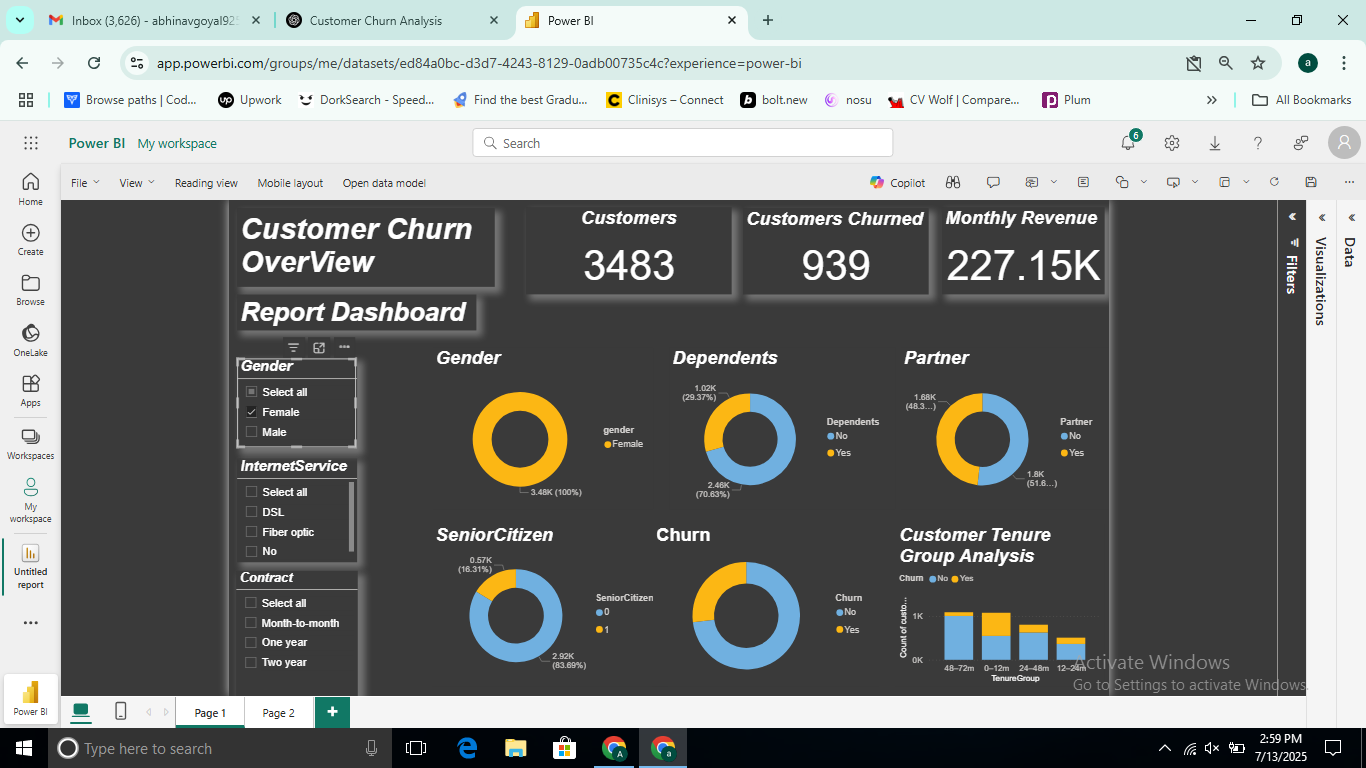 Inbox (3,626) - abhinavgoyal925
Customer Churn Analysis
Power BI
app.powerbi.com/groups/me/datasets/ed84a0bc-d3d7-4243-8129-0adb00735c4c?experience=power-bi
a
Browse paths | Cod...
Upwork
DorkSearch - Speed...
Find the best Gradu...
Clinisys – Connect
bolt.new
nosu
CV Wolf | Compare...
Plum
All Bookmarks
Power BI
My workspace
Search
6
File
View
Reading view
Mobile layout
Open data model
Copilot
Home
Create
Browse
OneLake
Apps
Workspaces
My
workspace
Untitled
report
Power BI
Customer Churn
OverView
Report Dashboard
Customers
3483
Customers Churned
939
Monthly Revenue
227.15K
Filters
Visualizations
Data
Gender
Select all
Female
Male
InternetService
Select all
DSL
Fiber optic
No
Contract
Select all
Month-to-month
One year
Two year
Gender
3.48K (100%)
gender
Female
Dependents
1.02K
(29.37%)
2.46K
(70.63%)
Dependents
No
Yes
Partner
1.68K
(48.3...)
1.8K
(51.6...)
Partner
No
Yes
SeniorCitizen
0.57K
(16.31%)
2.92K
(83.69%)
SeniorCitizen
0
1
Churn
Churn
No
Yes
Customer Tenure
Group Analysis
Churn No Yes
Count of custo...
1K
0K
48–72m 0–12m 24–48m 12–24m
TenureGroup
Activate Windows
Go to Settings to activate Windows.
Page 1
Page 2
Type here to search
2:59 PM
7/13/2025